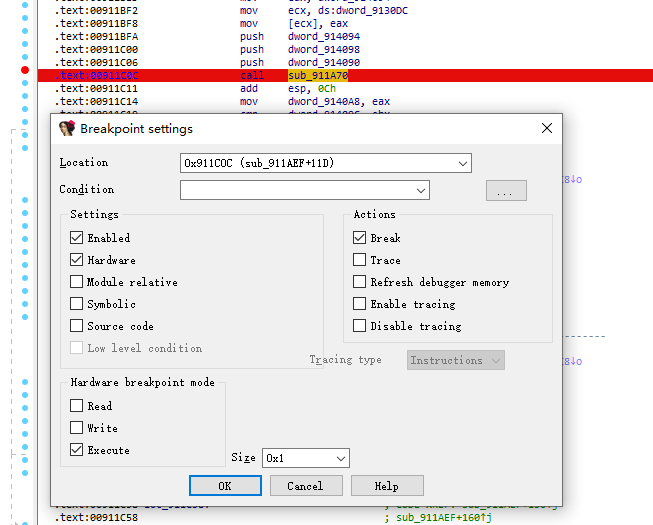 .text:00911BF2 mov ecx, ds:dword_9130DC
.text:00911BF8 mov [ecx], eax
.text:00911BFA push dword_914094
.text:00911C00 push dword_914098
.text:00911C06 push dword_914090
.text:00911C0C call sub_911A70
.text:00911C11 add esp, 0Ch
.text:00911C14 mov dword_9140A8, eax
Breakpoint settings
Location 0x911C0C (sub_911AEF+11D)
Condition ...
Settings
Enabled
Hardware
Module relative
Symbolic
Source code
Low level condition
Actions
Break
Trace
Refresh debugger memory
Enable tracing
Disable tracing
Tracing type Instructions
Hardware breakpoint mode
Read
Write
Execute
Size 0x1
OK Cancel Help
.text:00911C58 ; sub_911AEF+160↑j